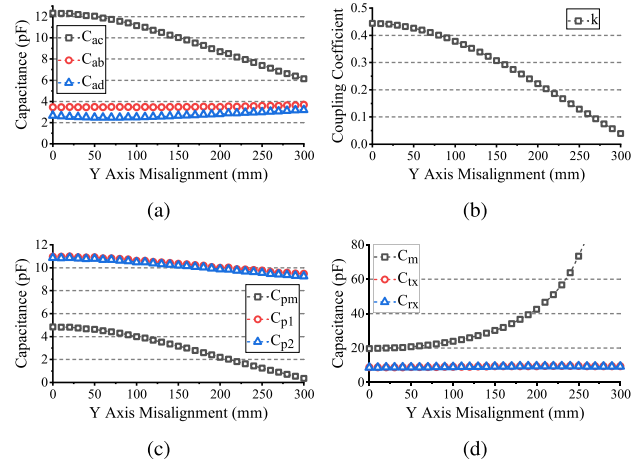 12
10
8
6
4
2
0
Capacitance (pF)
C_ac
C_ab
C_ad
0 50 100 150 200 250 300
Y Axis Misalignment (mm)
(a)
0.5
0.4
0.3
0.2
0.1
0.0
Coupling Coefficient
k
0 50 100 150 200 250 300
Y Axis Misalignment (mm)
(b)
12
10
8
6
4
2
0
Capacitance (pF)
C_pm
C_p1
C_p2
0 50 100 150 200 250 300
Y Axis Misalignment (mm)
(c)
80
60
40
20
0
Capacitance (pF)
C_m
C_tx
C_rx
0 50 100 150 200 250 300
Y Axis Misalignment (mm)
(d)